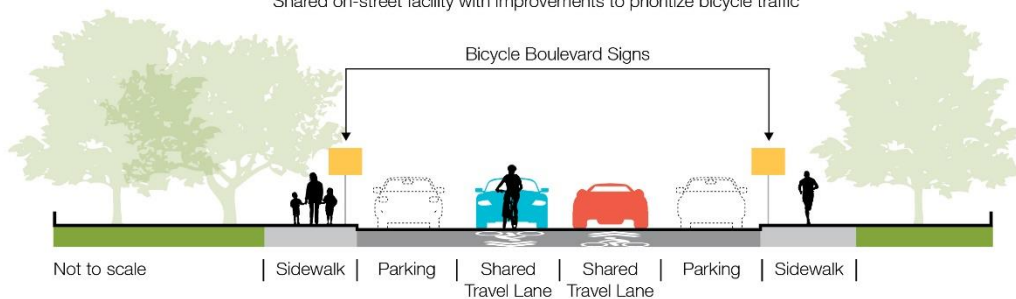 Shared on-street facility with improvements to prioritize bicycle traffic
Bicycle Boulevard Signs
Not to scale
Sidewalk
Parking
Shared
Travel Lane
Shared
Travel Lane
Parking
Sidewalk